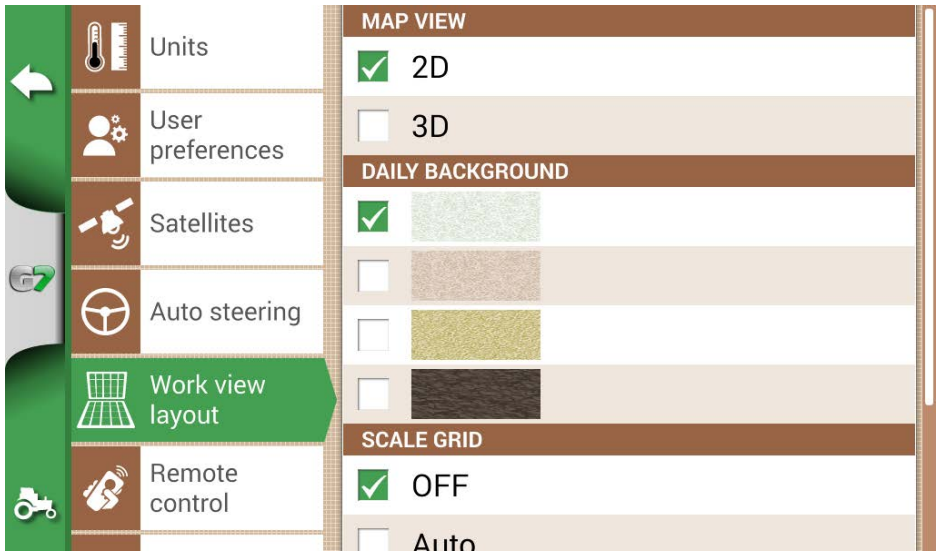 Units
User
preferences
Satellites
G7
Auto steering
Work view
layout
Remote
control
MAP VIEW
2D
3D
DAILY BACKGROUND
SCALE GRID
OFF
Auto